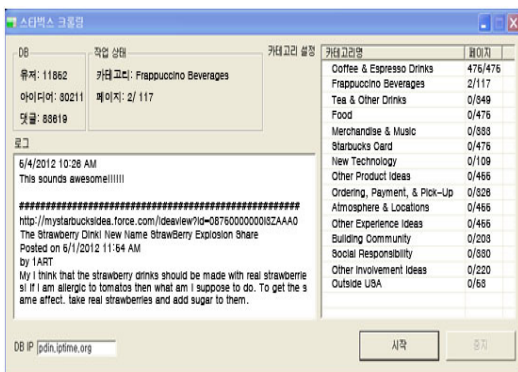 스타벅스 크롤링
DB
유저: 11862
아이디어: 80211
댓글: 88619
작업 상태
카테고리: Frappuccino Beverages
페이지: 2/ 117
카테고리 설정
카테고리명 페이지
Coffee & Espresso Drinks 476/476
Frappuccino Beverages 2/117
Tea & Other Drinks 0/349
Food 0/476
Merchandise & Music 0/333
Starbucks Card 0/476
New Technology 0/109
Other Product Ideas 0/466
Ordering, Payment, & Pick-Up 0/326
Atmosphere & Locations 0/466
Other Experience Ideas 0/466
Building Community 0/208
Social Responsibility 0/330
Other Involvement Ideas 0/220
Outside USA 0/68
로그
6/4/2012 10:26 AM
This sounds awesome!!!!!!
##################################################
http://mystarbucksidea.force.com/ideaview?id=08760000000ISZAAA0
The Strawberry Dink! New Name StrawBerry Explosion Share
Posted on 6/1/2012 11:54 AM
by 1ART
My I think that the strawberry drinks should be made with real strawberrie
s! If I am allergic to tomatos then what am I suppose to do. To get the s
ame affect. take real strawberries and add sugar to them.
DB IP pdin.iptime.org
시작
중지